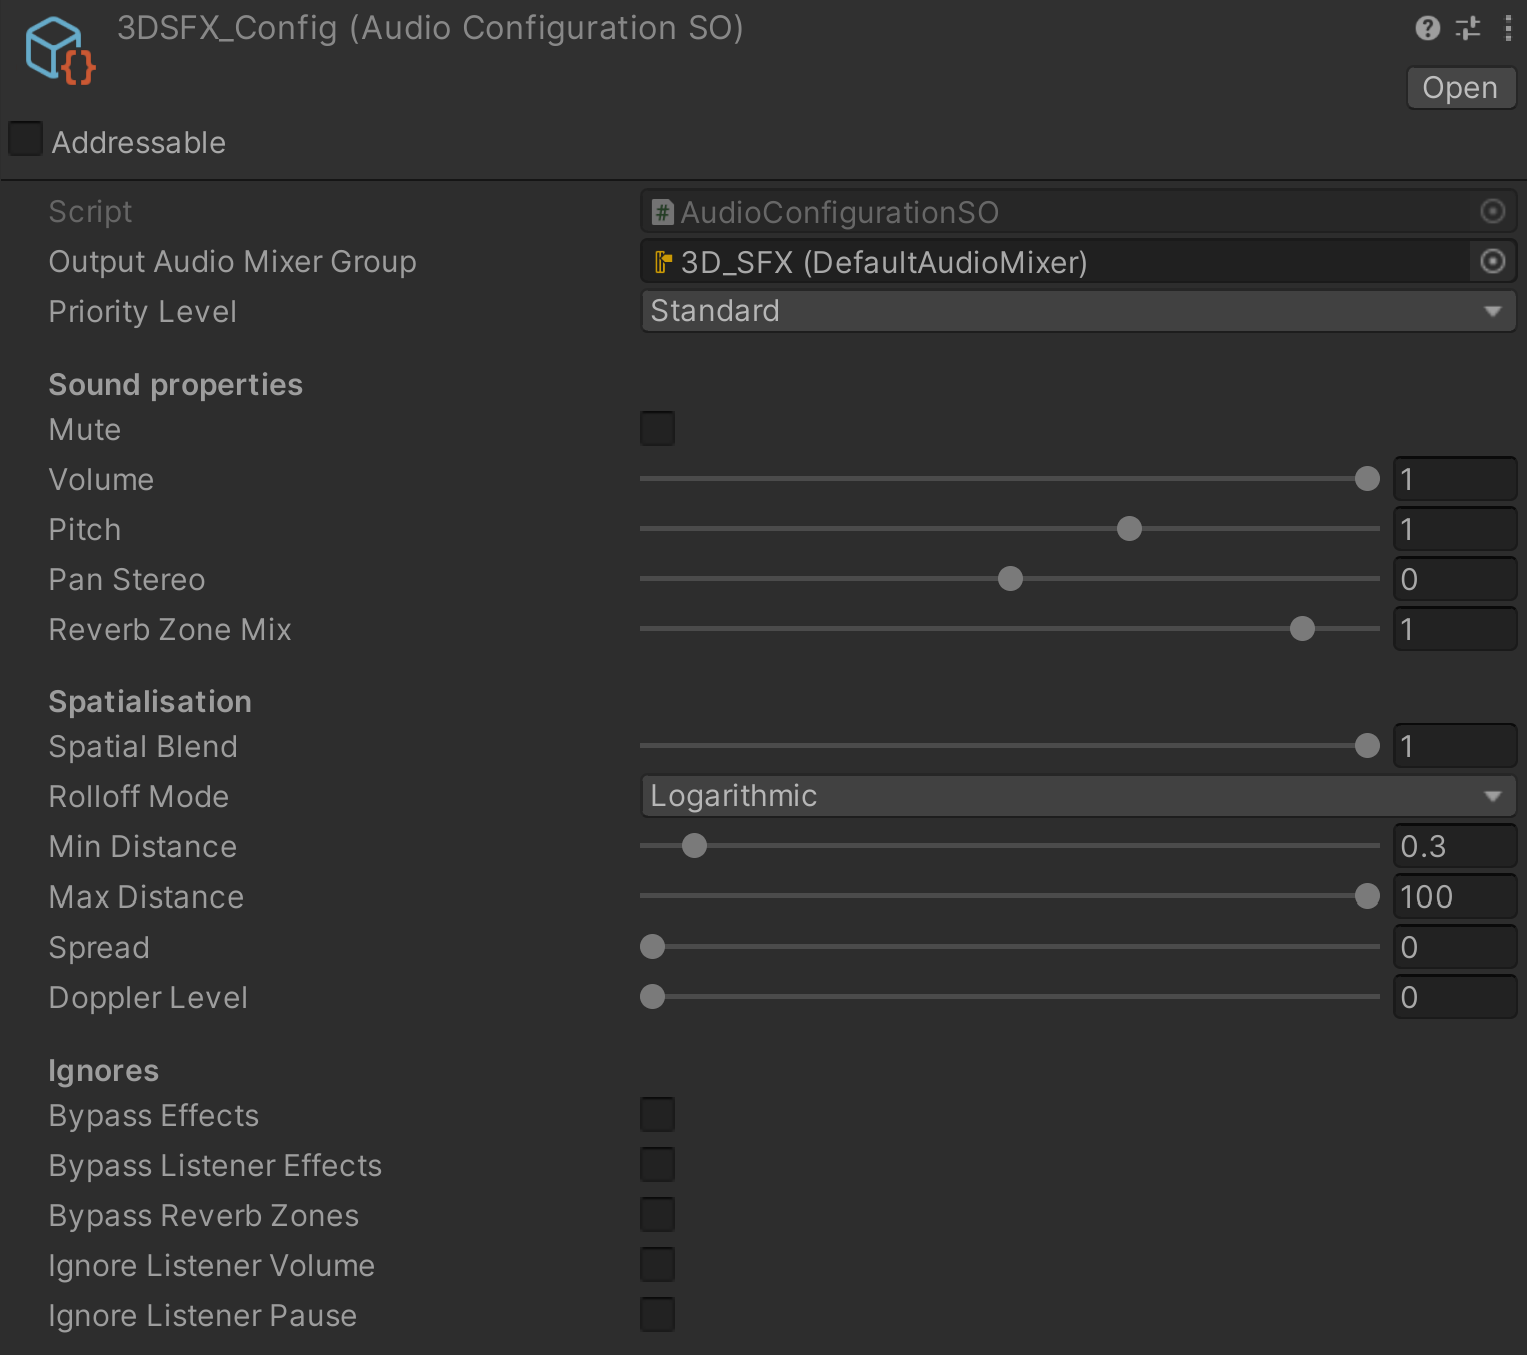 3DSFX_Config (Audio Configuration SO)
Open
Addressable
Script # AudioConfigurationSO
Output Audio Mixer Group 3D_SFX (DefaultAudioMixer)
Priority Level Standard
Sound properties
Mute
Volume 1
Pitch 1
Pan Stereo 0
Reverb Zone Mix 1
Spatialisation
Spatial Blend 1
Rolloff Mode Logarithmic
Min Distance 0.3
Max Distance 100
Spread 0
Doppler Level 0
Ignores
Bypass Effects
Bypass Listener Effects
Bypass Reverb Zones
Ignore Listener Volume
Ignore Listener Pause